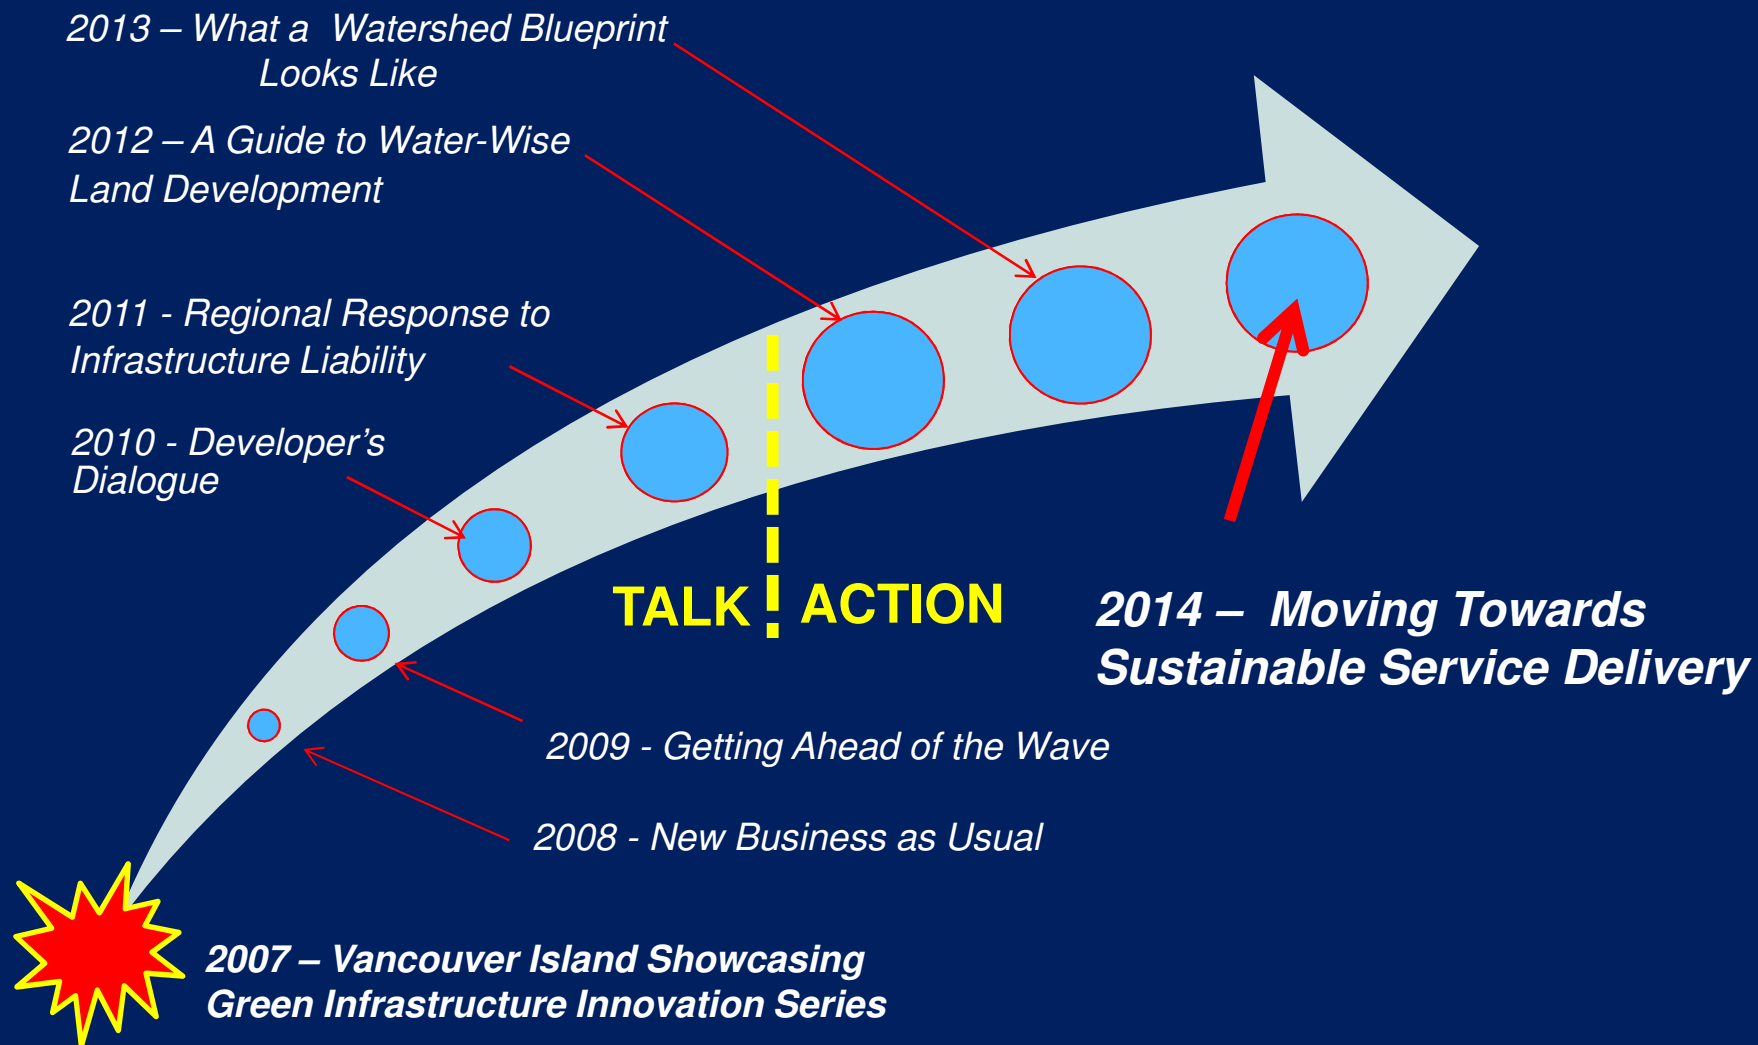 2013 – What a Watershed Blueprint
Looks Like
2012 – A Guide to Water-Wise
Land Development
2011 - Regional Response to
Infrastructure Liability
2010 - Developer’s
Dialogue
TALK
ACTION
2014 – Moving Towards
Sustainable Service Delivery
2009 - Getting Ahead of the Wave
2008 - New Business as Usual
2007 – Vancouver Island Showcasing
Green Infrastructure Innovation Series